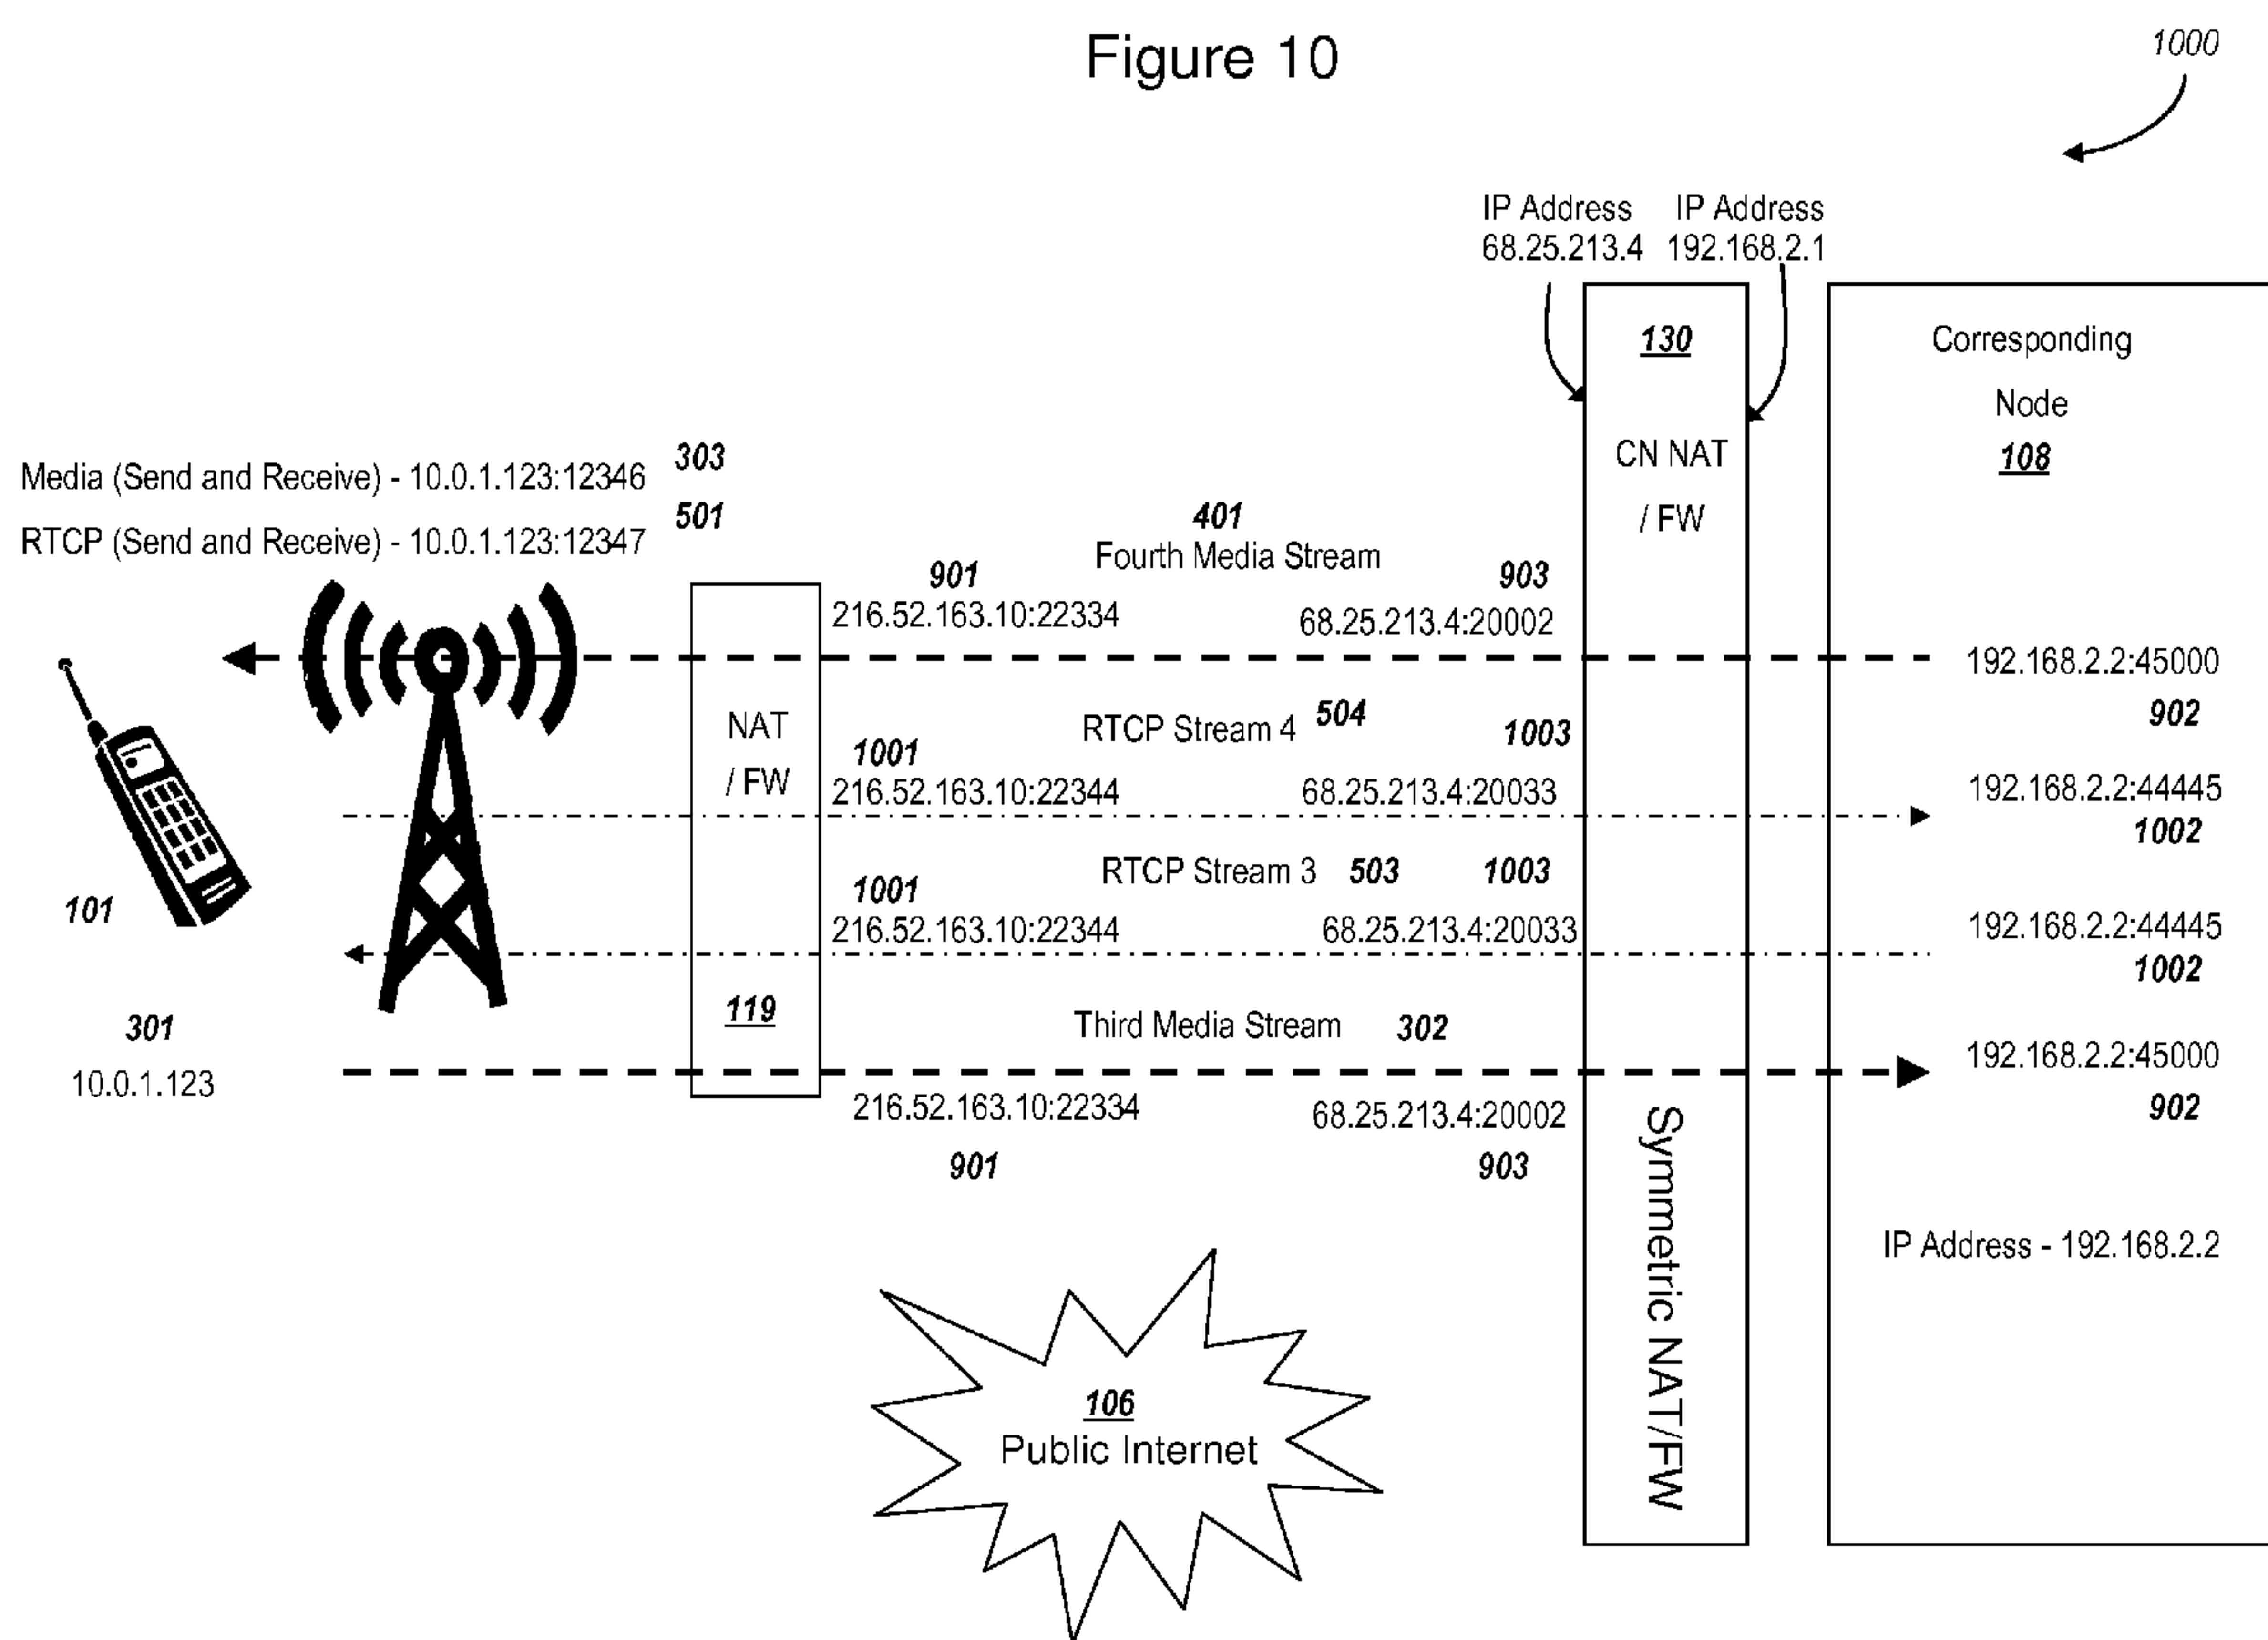 Figure 10
1000
IP Address
68.25.213.4
IP Address
192.168.2.1
130
CN NAT
/ FW
Symmetric NAT/FW
Corresponding
Node
108
Media (Send and Receive) - 10.0.1.123:12346
303
RTCP (Send and Receive) - 10.0.1.123:12347
501
401
Fourth Media Stream
901
216.52.163.10:22334
903
68.25.213.4:20002
192.168.2.2:45000
902
NAT
/ FW
119
RTCP Stream 4
504
1001
216.52.163.10:22344
1003
68.25.213.4:20033
192.168.2.2:44445
1002
RTCP Stream 3
503
1003
1001
216.52.163.10:22344
68.25.213.4:20033
192.168.2.2:44445
1002
101
301
10.0.1.123
Third Media Stream
302
192.168.2.2:45000
902
216.52.163.10:22334
901
68.25.213.4:20002
903
IP Address - 192.168.2.2
106
Public Internet